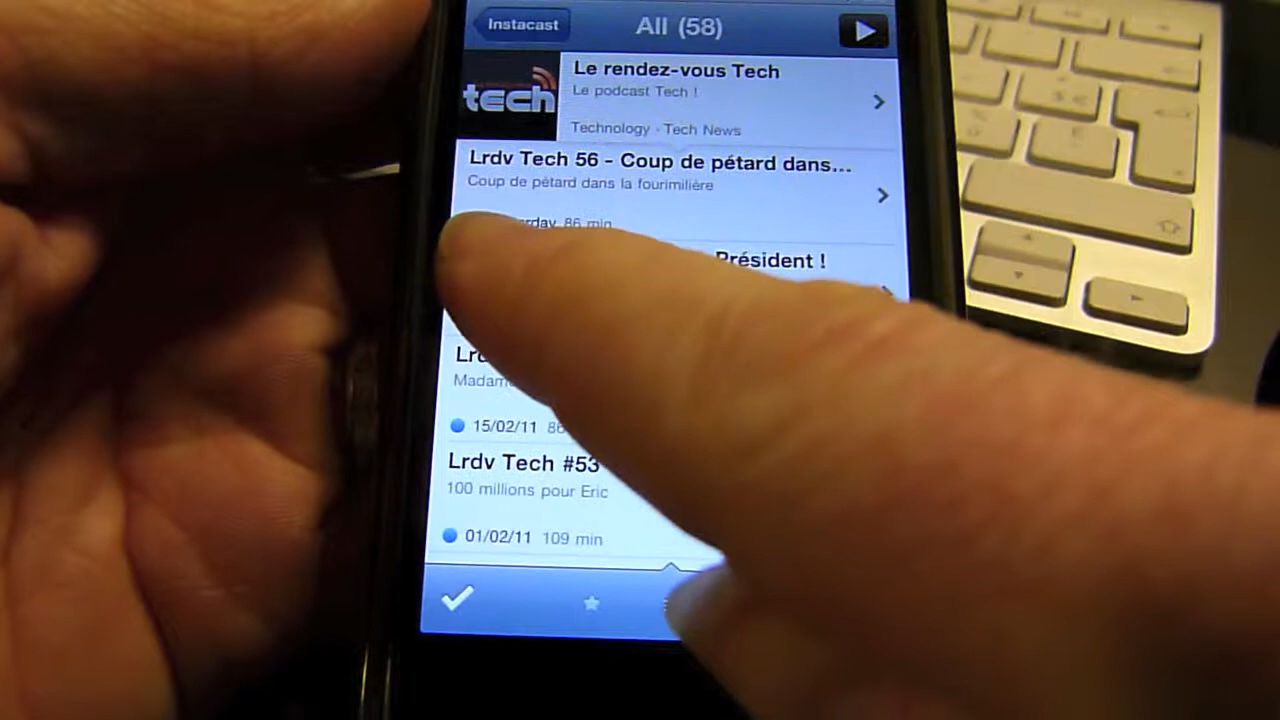 Instacast
All (58)
tech
Le rendez-vous Tech
Le podcast Tech !
Technology - Tech News
Lrdv Tech 56 - Coup de pétard dans...
Coup de pétard dans la fourimilière
86 min
Président !
15/02/11
Lrdv Tech #53
100 millions pour Eric
01/02/11 109 min